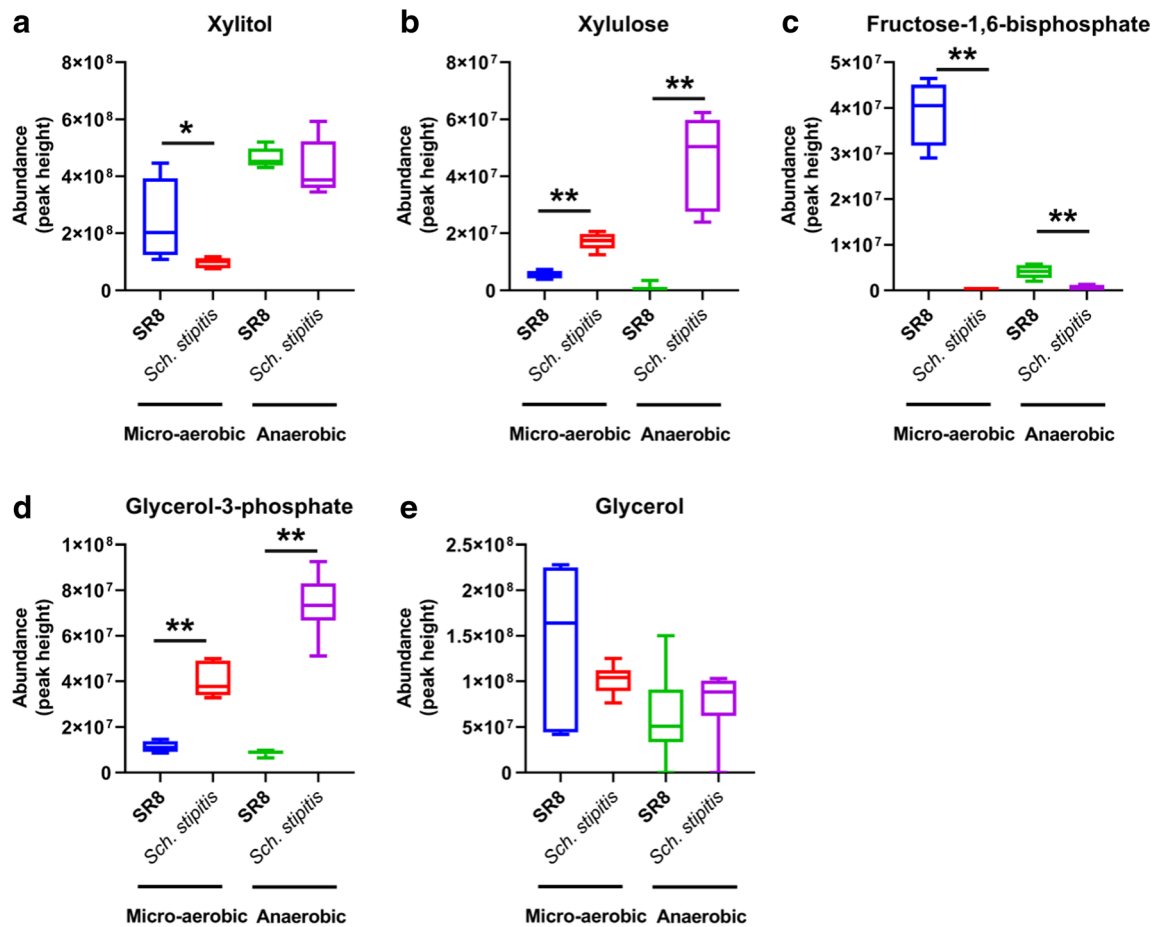 a
Xylitol
Abundance
(peak height)
8×10⁸
6×10⁸
4×10⁸
2×10⁸
0
*
SR8
Sch. stipitis
SR8
Sch. stipitis
Micro-aerobic
Anaerobic
b
Xylulose
Abundance
(peak height)
8×10⁷
6×10⁷
4×10⁷
2×10⁷
0
**
**
SR8
Sch. stipitis
SR8
Sch. stipitis
Micro-aerobic
Anaerobic
c
Fructose-1,6-bisphosphate
Abundance
(peak height)
5×10⁷
4×10⁷
3×10⁷
2×10⁷
1×10⁷
0
**
**
SR8
Sch. stipitis
SR8
Sch. stipitis
Micro-aerobic
Anaerobic
d
Glycerol-3-phosphate
Abundance
(peak height)
1×10⁸
8×10⁷
6×10⁷
4×10⁷
2×10⁷
0
**
**
SR8
Sch. stipitis
SR8
Sch. stipitis
Micro-aerobic
Anaerobic
e
Glycerol
Abundance
(peak height)
2.5×10⁸
2×10⁸
1.5×10⁸
1×10⁸
5×10⁷
0
SR8
Sch. stipitis
SR8
Sch. stipitis
Micro-aerobic
Anaerobic